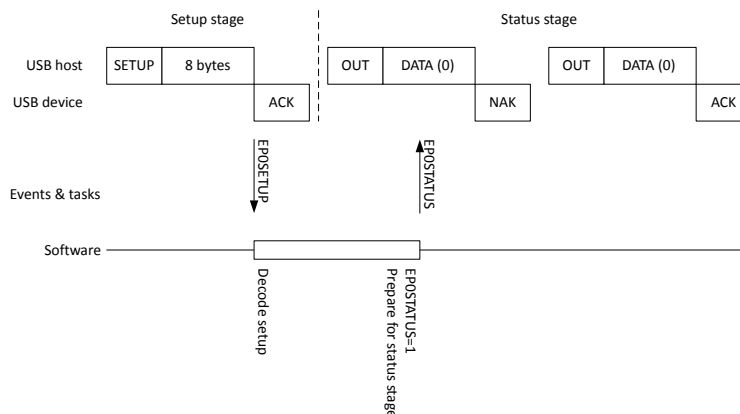 Setup stage
Status stage
USB host
SETUP
8 bytes
OUT
DATA (0)
OUT
DATA (0)
USB device
ACK
NAK
ACK
EP0SETUP
EP0STATUS
Events & tasks
Software
Decode setup
EP0STATUS=1
Prepare for status stage